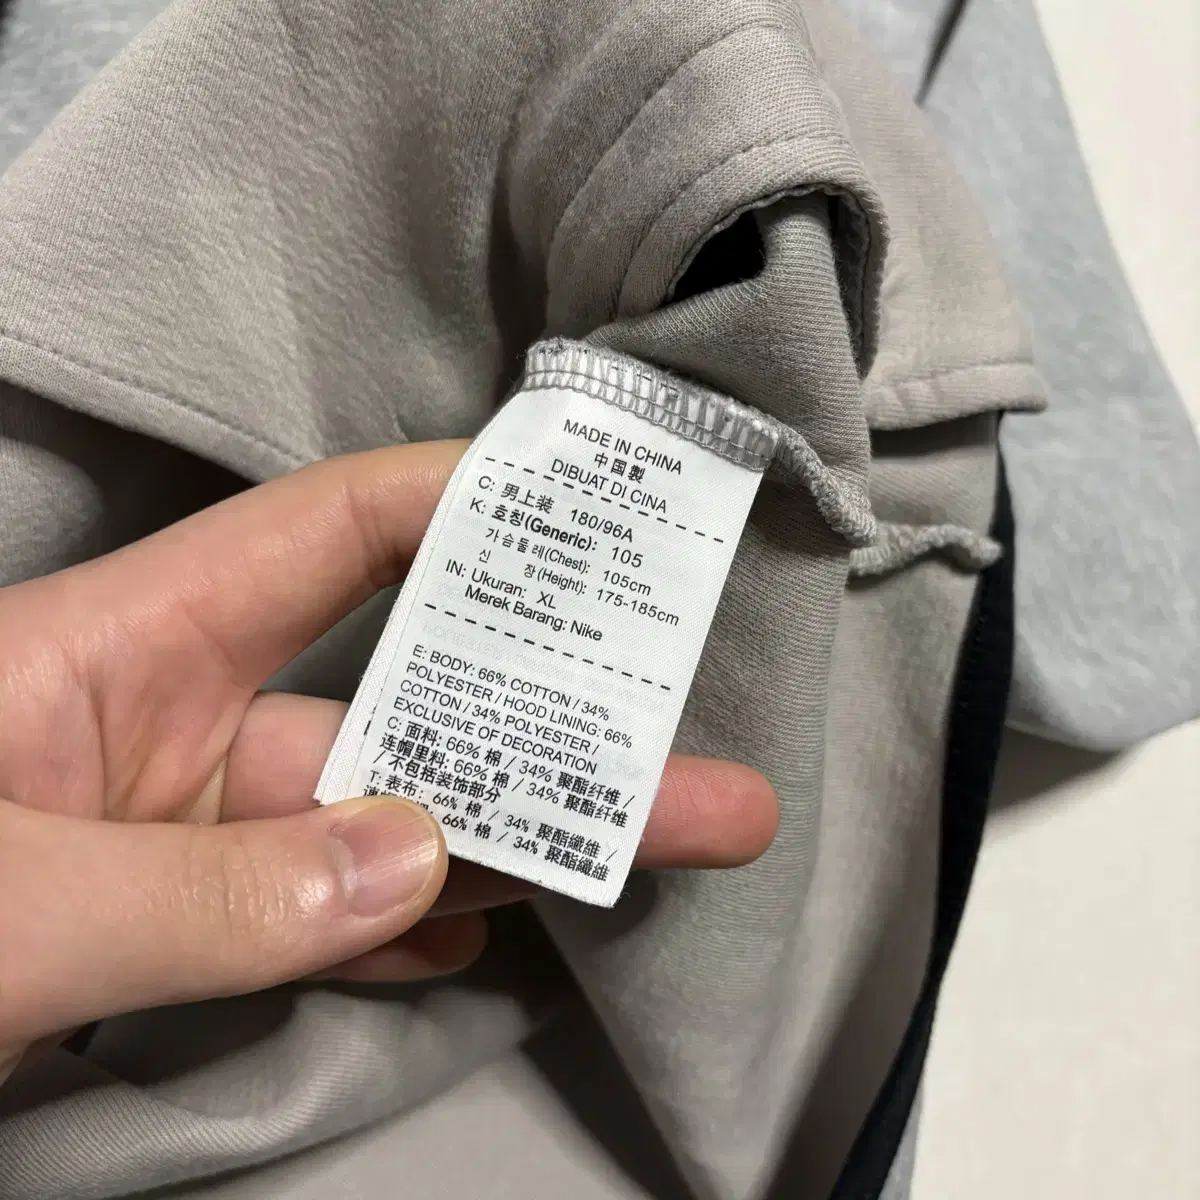 MADE IN CHINA
中国製
DIBUAT DI CINA
C: 男上装 180/96A
K: 호칭(Generic): 105
가슴둘레(Chest): 105cm
신 장(Height): 175-185cm
IN: Ukuran: XL
Merek Barang: Nike
E: BODY: 66% COTTON / 34%
POLYESTER / HOOD LINING: 66%
COTTON / 34% POLYESTER /
EXCLUSIVE OF DECORATION
C: 面料: 66% 棉 / 34% 聚酯纤维 /
连帽里料: 66% 棉 / 34% 聚酯纤维
/ 不包括装饰部分
T: 表布: 66% 棉 / 34% 聚酯纖維 /
66% 棉 / 34% 聚酯纖維